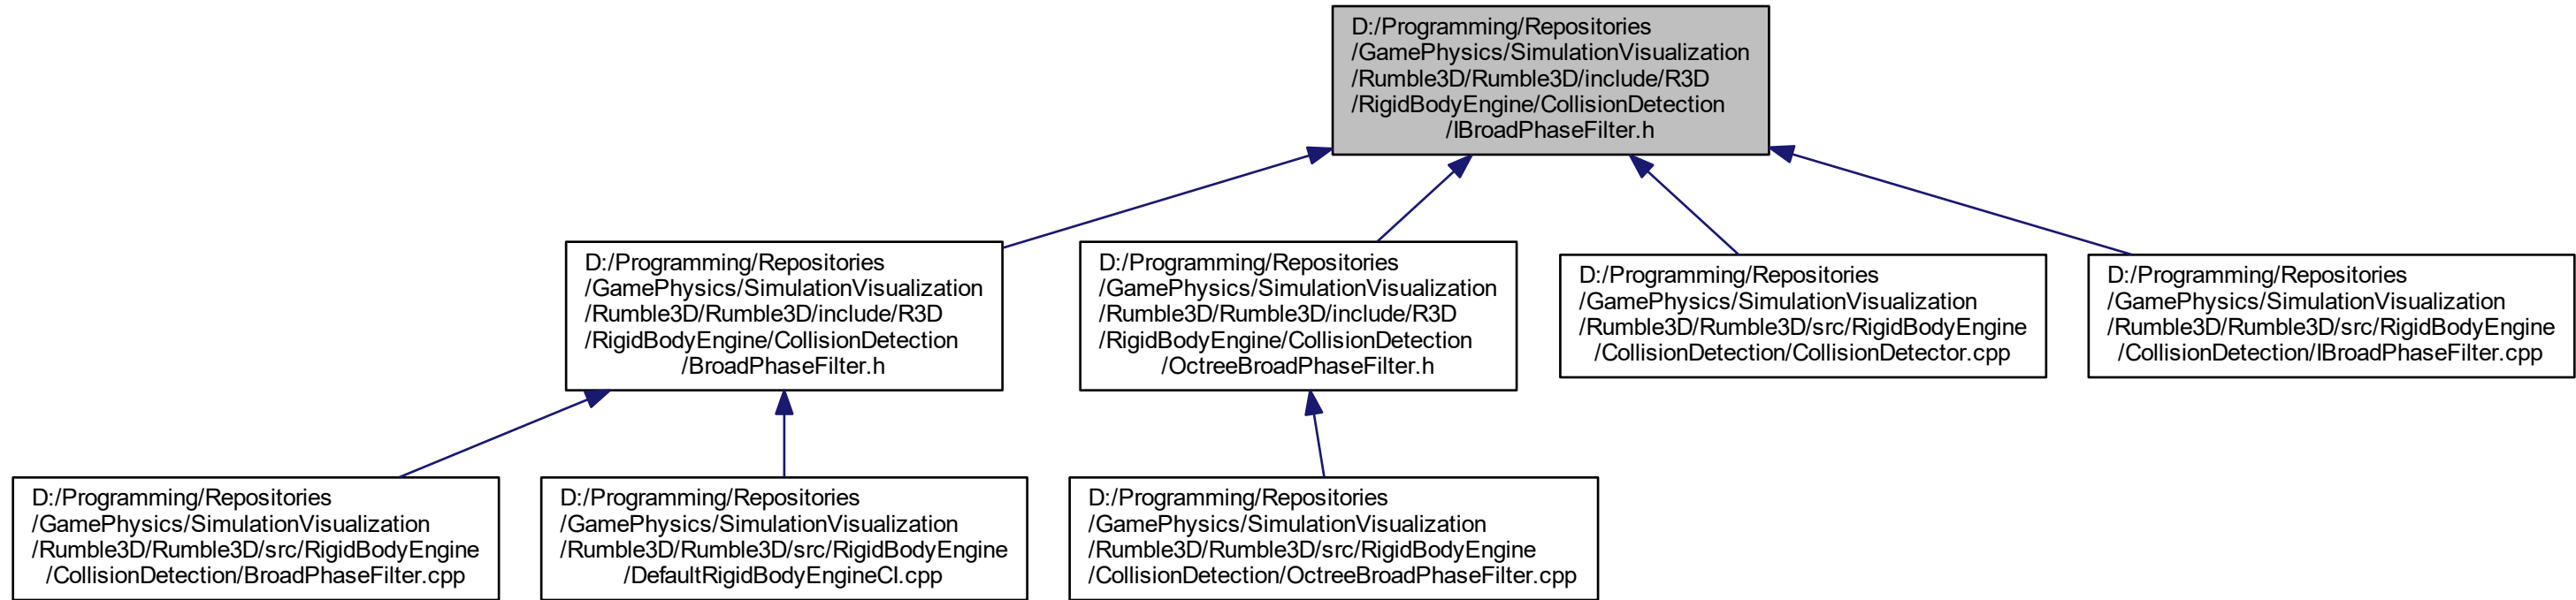 D:/Programming/Repositories
/GamePhysics/SimulationVisualization
/Rumble3D/Rumble3D/include/R3D
/RigidBodyEngine/CollisionDetection
/IBroadPhaseFilter.h
D:/Programming/Repositories
/GamePhysics/SimulationVisualization
/Rumble3D/Rumble3D/include/R3D
/RigidBodyEngine/CollisionDetection
/BroadPhaseFilter.h
D:/Programming/Repositories
/GamePhysics/SimulationVisualization
/Rumble3D/Rumble3D/include/R3D
/RigidBodyEngine/CollisionDetection
/OctreeBroadPhaseFilter.h
D:/Programming/Repositories
/GamePhysics/SimulationVisualization
/Rumble3D/Rumble3D/src/RigidBodyEngine
/CollisionDetection/CollisionDetector.cpp
D:/Programming/Repositories
/GamePhysics/SimulationVisualization
/Rumble3D/Rumble3D/src/RigidBodyEngine
/CollisionDetection/IBroadPhaseFilter.cpp
D:/Programming/Repositories
/GamePhysics/SimulationVisualization
/Rumble3D/Rumble3D/src/RigidBodyEngine
/CollisionDetection/BroadPhaseFilter.cpp
D:/Programming/Repositories
/GamePhysics/SimulationVisualization
/Rumble3D/Rumble3D/src/RigidBodyEngine
/DefaultRigidBodyEngineCI.cpp
D:/Programming/Repositories
/GamePhysics/SimulationVisualization
/Rumble3D/Rumble3D/src/RigidBodyEngine
/CollisionDetection/OctreeBroadPhaseFilter.cpp